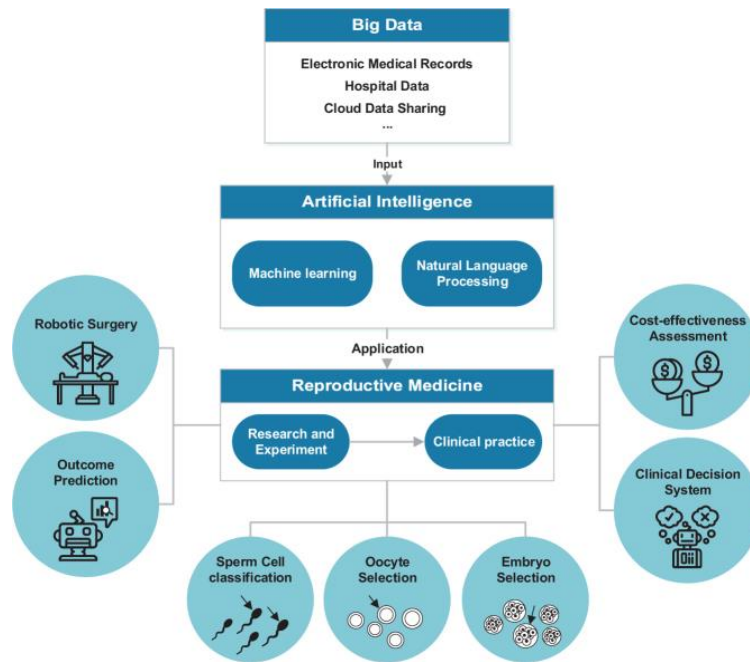 Big Data
Electronic Medical Records
Hospital Data
Cloud Data Sharing
...
Input
Artificial Intelligence
Machine learning
Natural Language
Processing
Application
Robotic Surgery
Cost-effectiveness
Assessment
Reproductive Medicine
Research and
Experiment
Clinical practice
Outcome
Prediction
Clinical Decision
System
Sperm Cell
classification
Oocyte
Selection
Embryo
Selection